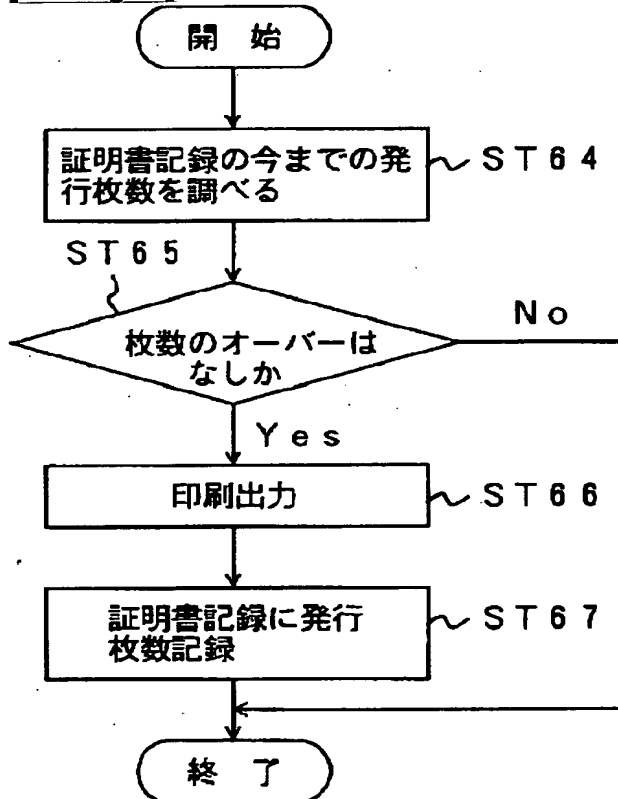 開 始
証明書記録の今までの発
行枚数を調べる
ST64
ST65
枚数のオーバーは
なしか
No
Yes
印刷出力
ST66
証明書記録に発行
枚数記録
ST67
終 了